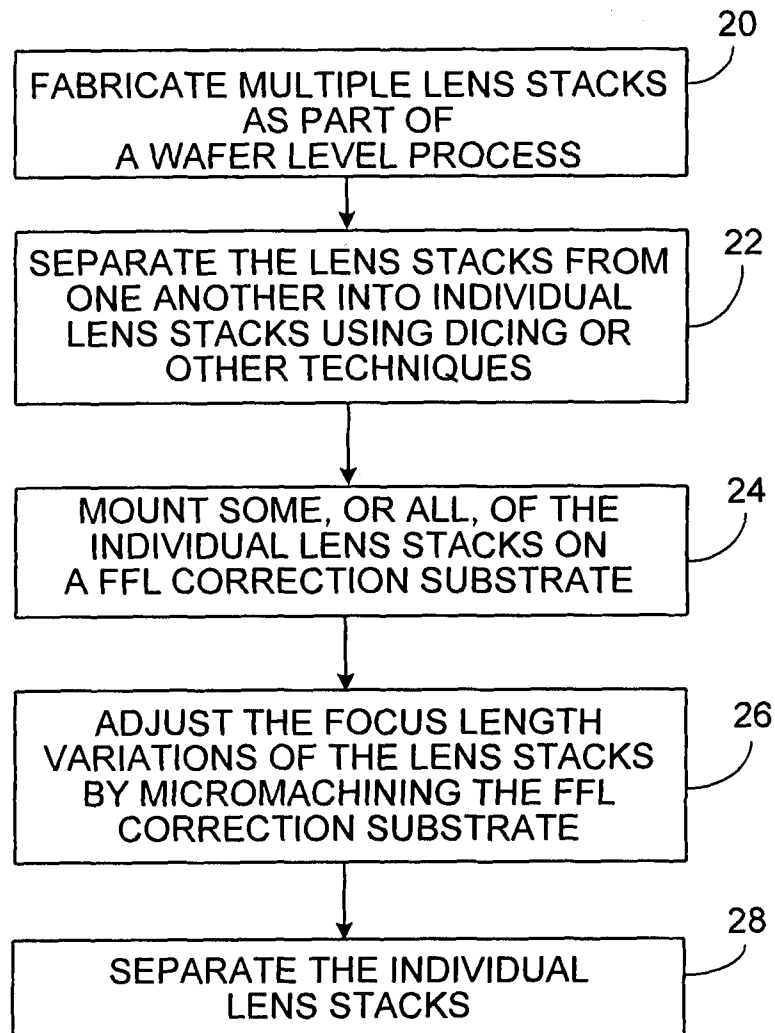 20
FABRICATE MULTIPLE LENS STACKS
AS PART OF
A WAFER LEVEL PROCESS
22
SEPARATE THE LENS STACKS FROM
ONE ANOTHER INTO INDIVIDUAL
LENS STACKS USING DICING OR
OTHER TECHNIQUES
24
MOUNT SOME, OR ALL, OF THE
INDIVIDUAL LENS STACKS ON
A FFL CORRECTION SUBSTRATE
26
ADJUST THE FOCUS LENGTH
VARIATIONS OF THE LENS STACKS
BY MICROMACHINING THE FFL
CORRECTION SUBSTRATE
28
SEPARATE THE INDIVIDUAL
LENS STACKS